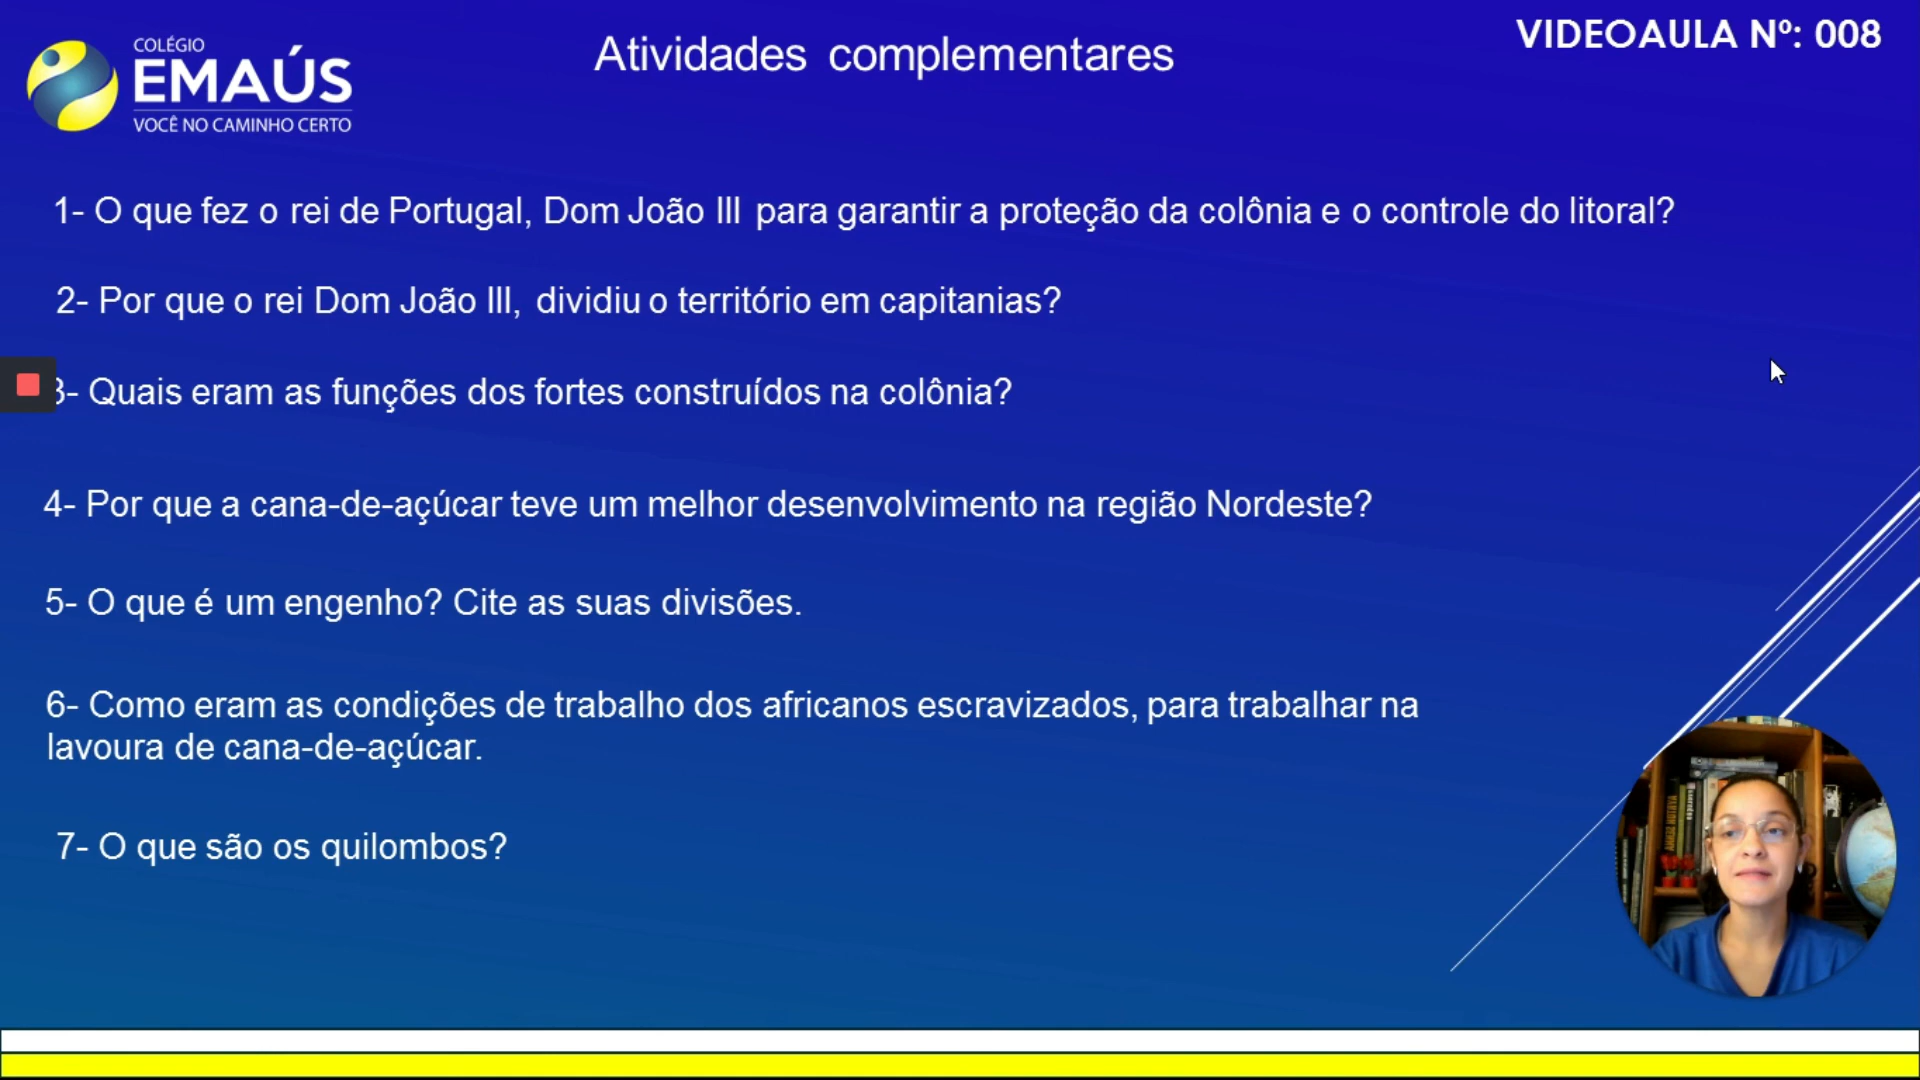 COLÉGIO
EMAÚS
VOCÊ NO CAMINHO CERTO
Atividades complementares
VIDEOAULA Nº: 008
1- O que fez o rei de Portugal, Dom João III para garantir a proteção da colônia e o controle do litoral?
2- Por que o rei Dom João III, dividiu o território em capitanias?
3- Quais eram as funções dos fortes construídos na colônia?
4- Por que a cana-de-açúcar teve um melhor desenvolvimento na região Nordeste?
5- O que é um engenho? Cite as suas divisões.
6- Como eram as condições de trabalho dos africanos escravizados, para trabalhar na
lavoura de cana-de-açúcar.
7- O que são os quilombos?